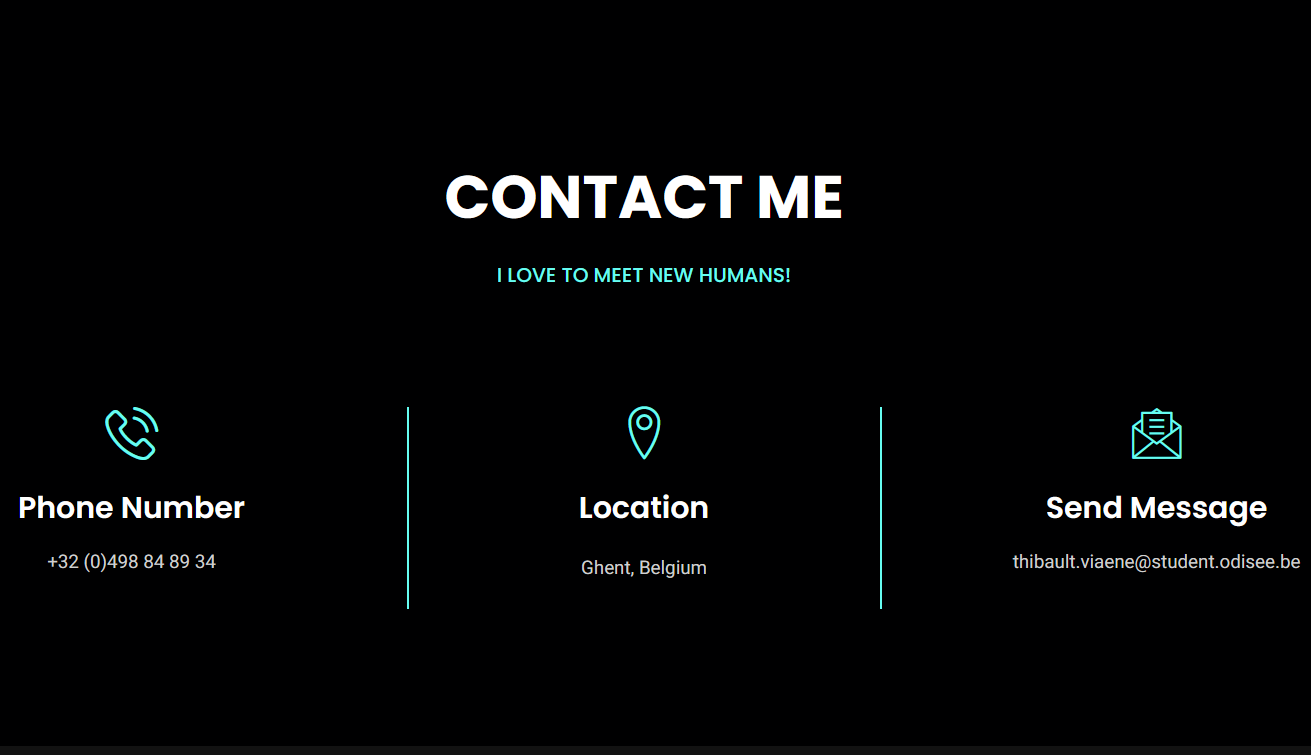 CONTACT ME
I LOVE TO MEET NEW HUMANS!
Phone Number
+32 (0)498 84 89 34
Location
Ghent, Belgium
Send Message
thibault.viaene@student.odisee.be